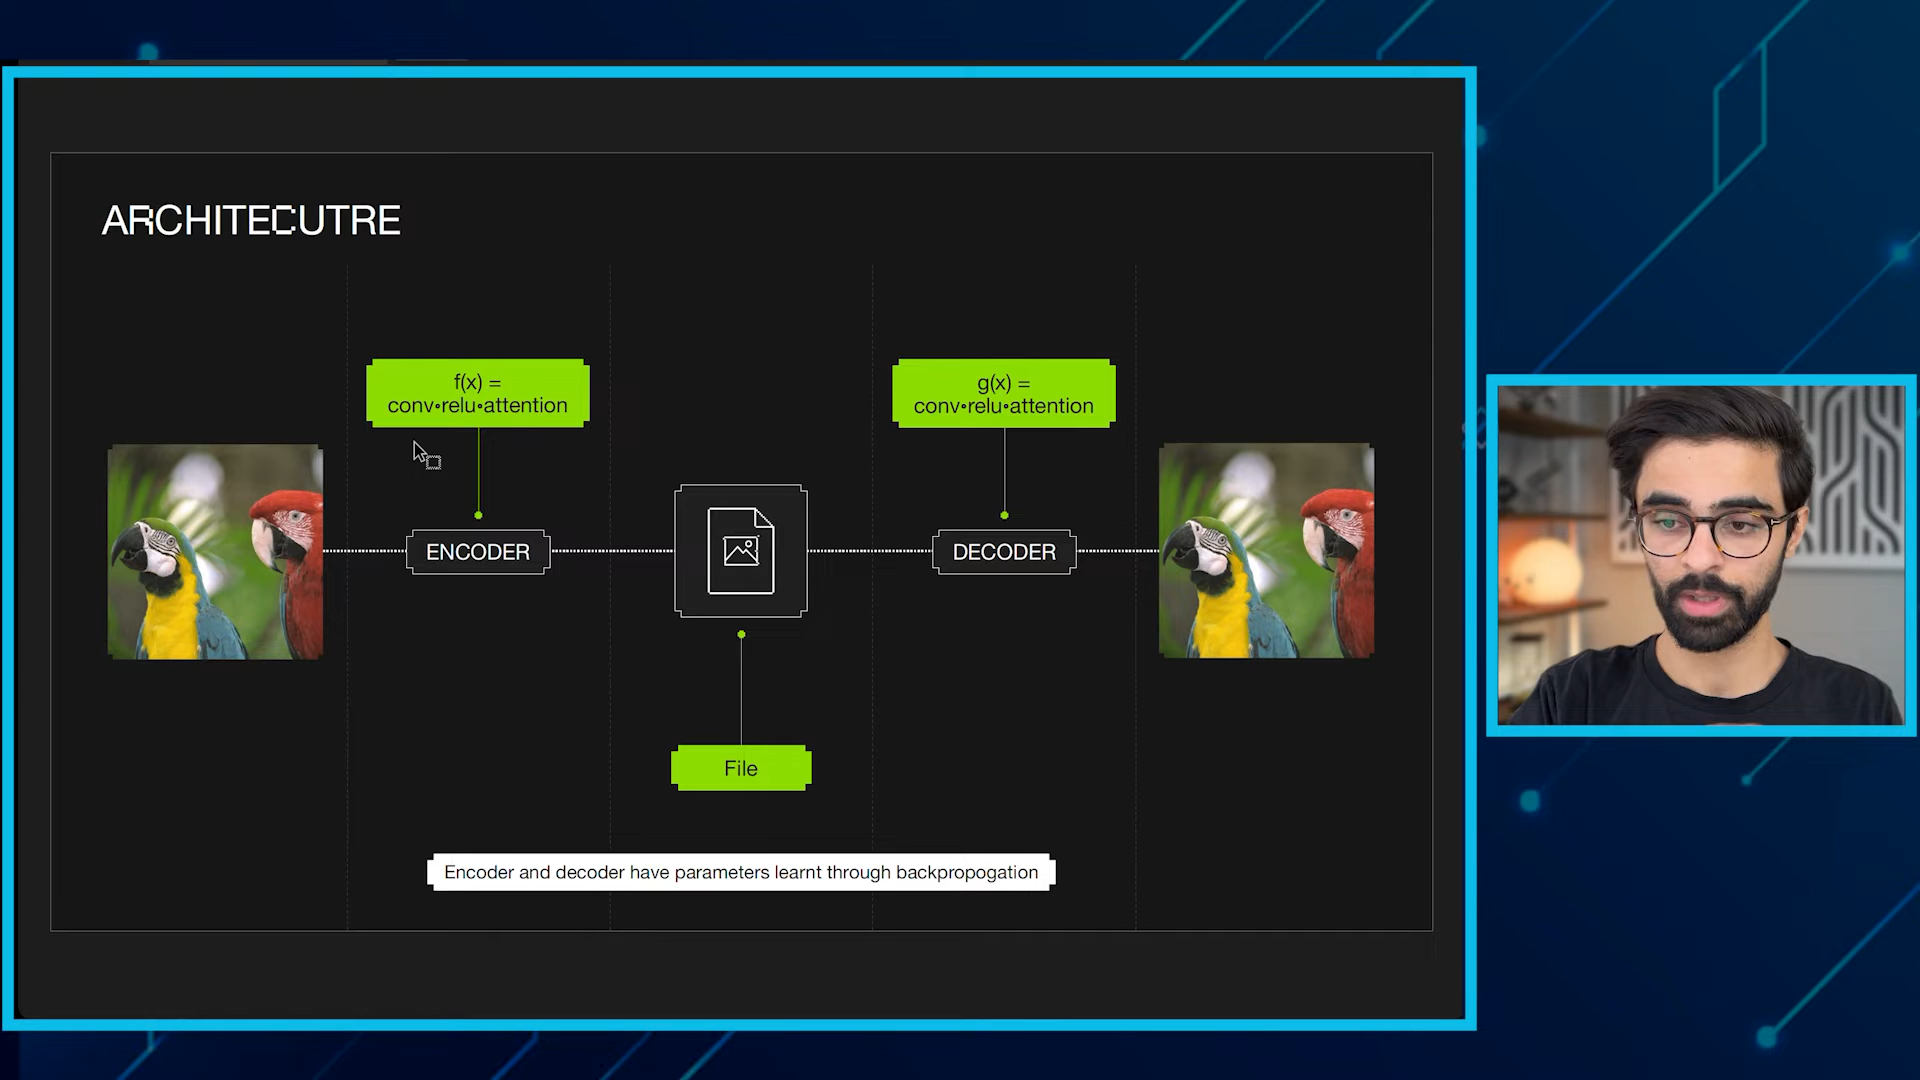 ARCHITECUTRE
f(x) =
conv∘relu∘attention
g(x) =
conv∘relu∘attention
ENCODER
DECODER
File
Encoder and decoder have parameters learnt through backpropogation